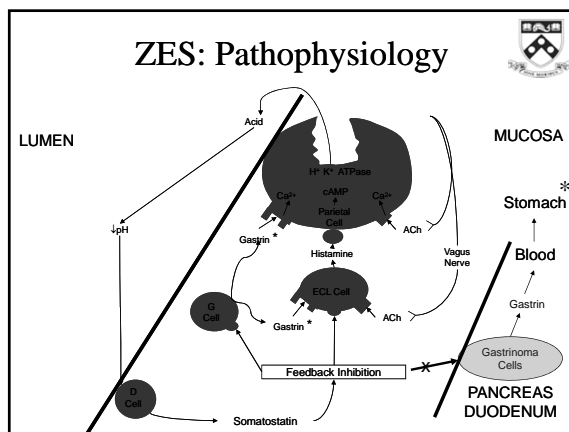 ZES: Pathophysiology
LUMEN
MUCOSA
Acid
H⁺ K⁺ ATPase
cAMP
Ca²⁺
Ca²⁺
Parietal
Cell
Gastrin *
ACh
Histamine
Vagus
Nerve
↓pH
G
Cell
ECL Cell
Gastrin *
ACh
Feedback Inhibition
X
D
Cell
Somatostatin
Stomach *
Blood
Gastrin
Gastrinoma
Cells
PANCREAS
DUODENUM